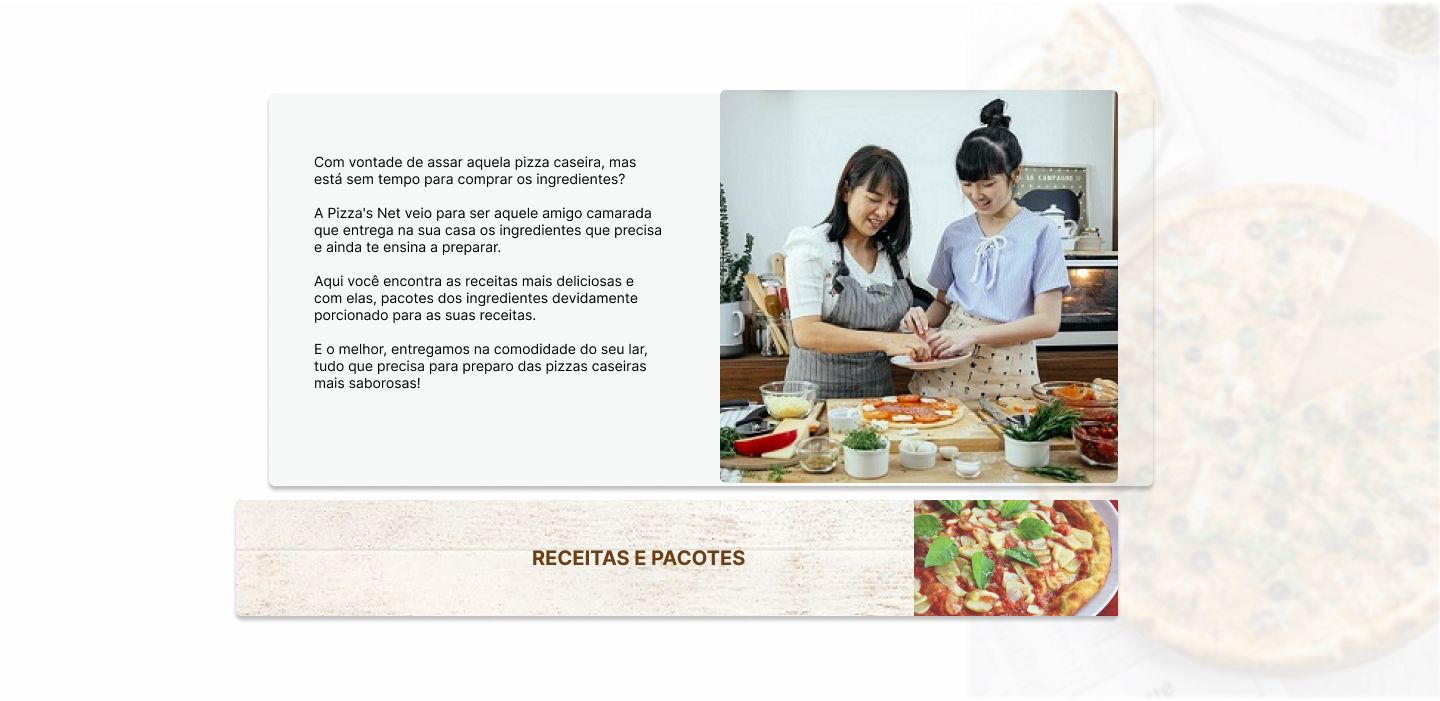 Com vontade de assar aquela pizza caseira, mas
está sem tempo para comprar os ingredientes?
A Pizza's Net veio para ser aquele amigo camarada
que entrega na sua casa os ingredientes que precisa
e ainda te ensina a preparar.
Aqui você encontra as receitas mais deliciosas e
com elas, pacotes dos ingredientes devidamente
porcionado para as suas receitas.
E o melhor, entregamos na comodidade do seu lar,
tudo que precisa para preparo das pizzas caseiras
mais saborosas!
LA CAMPAGNE
RECEITAS E PACOTES